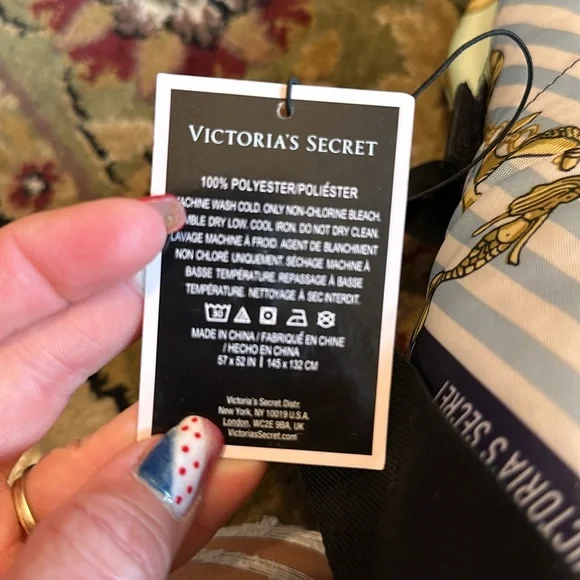 VICTORIA'S SECRET
100% POLYESTER/POLIÉSTER
WASH COLD. ONLY NON-CHLORINE BLEACH.
DRY LOW, COOL IRON. DO NOT DRY CLEAN.
LAVAGE MACHINE À FROID. AGENT DE BLANCHIMENT
NON CHLORÉ UNIQUEMENT. SÉCHAGE MACHINE À
BASSE TEMPÉRATURE. REPASSAGE À BASSE
TEMPÉRATURE. NETTOYAGE À SEC INTERDIT.
30
MADE IN CHINA / FABRIQUÉ EN CHINE
/ HECHO EN CHINA
57 x 52 IN | 145 x 132 CM
Victoria's Secret Distr.
New York, NY 10019 U.S.A.
London, WC2E 9BA, UK
VictoriasSecret.com
VICTORIA'S SECRET